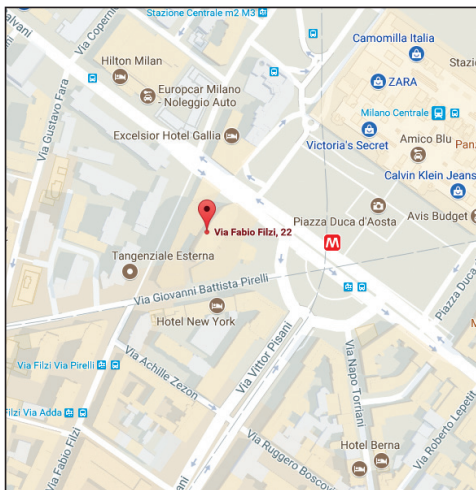 Stazione Centrale m2 M3
Galvani
Via Copernico
Camomilla Italia
Hilton Milan
Stazio
Europcar Milano
- Noleggio Auto
ZARA
Via Gustavo Fara
Milano Centrale
Excelsior Hotel Gallia
Victoria's Secret
Amico Blu
Panz
Calvin Klein Jeans
Via Fabio Filzi, 22
Piazza Duca d'Aosta
Avis Budget
M
Tangenziale Esterna
Piazza Duca
Via Giovanni Battista Pirelli
Hotel New York
M
Via Vittor Pisani
Via Filzi Via Pirelli
Via Achille Zezon
Via Napo Torriani
Filzi Via Adda
Via Roberto Lepetit
Via Fabio Filzi
Hotel Berna
Via Ruggero Boscov